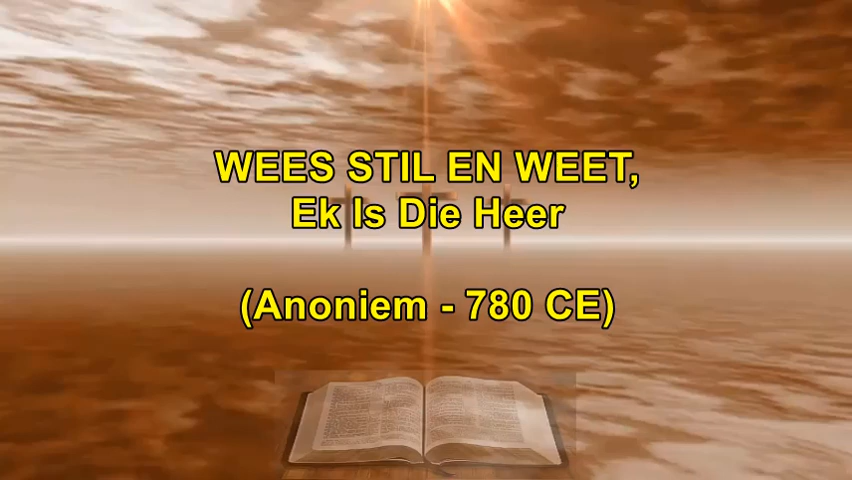 WEES STIL EN WEET,
Ek Is Die Heer
(Anoniem - 780 CE)